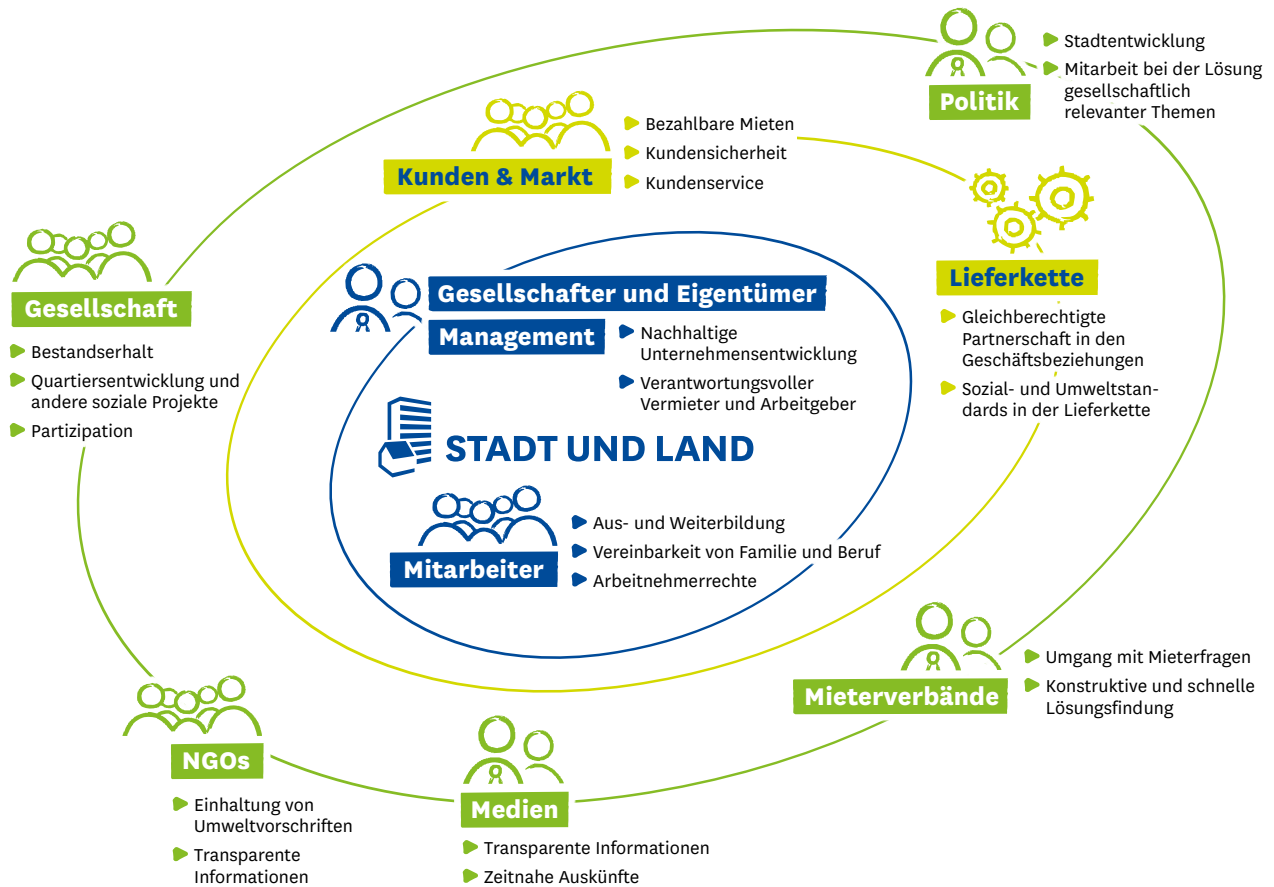 Politik
Stadtentwicklung
Mitarbeit bei der Lösung
gesellschaftlich
relevanter Themen
Kunden & Markt
Bezahlbare Mieten
Kundensicherheit
Kundenservice
Gesellschaft
Bestandserhalt
Quartiersentwicklung und
andere soziale Projekte
Partizipation
Gesellschafter und Eigentümer
Management
Nachhaltige
Unternehmensentwicklung
Verantwortungsvoller
Vermieter und Arbeitgeber
Lieferkette
Gleichberechtigte
Partnerschaft in den
Geschäftsbeziehungen
Sozial- und Umweltstan-
dards in der Lieferkette
STADT UND LAND
Mitarbeiter
Aus- und Weiterbildung
Vereinbarkeit von Familie und Beruf
Arbeitnehmerrechte
Mieterverbände
Umgang mit Mieterfragen
Konstruktive und schnelle
Lösungsfindung
NGOs
Einhaltung von
Umweltvorschriften
Transparente
Informationen
Medien
Transparente Informationen
Zeitnahe Auskünfte